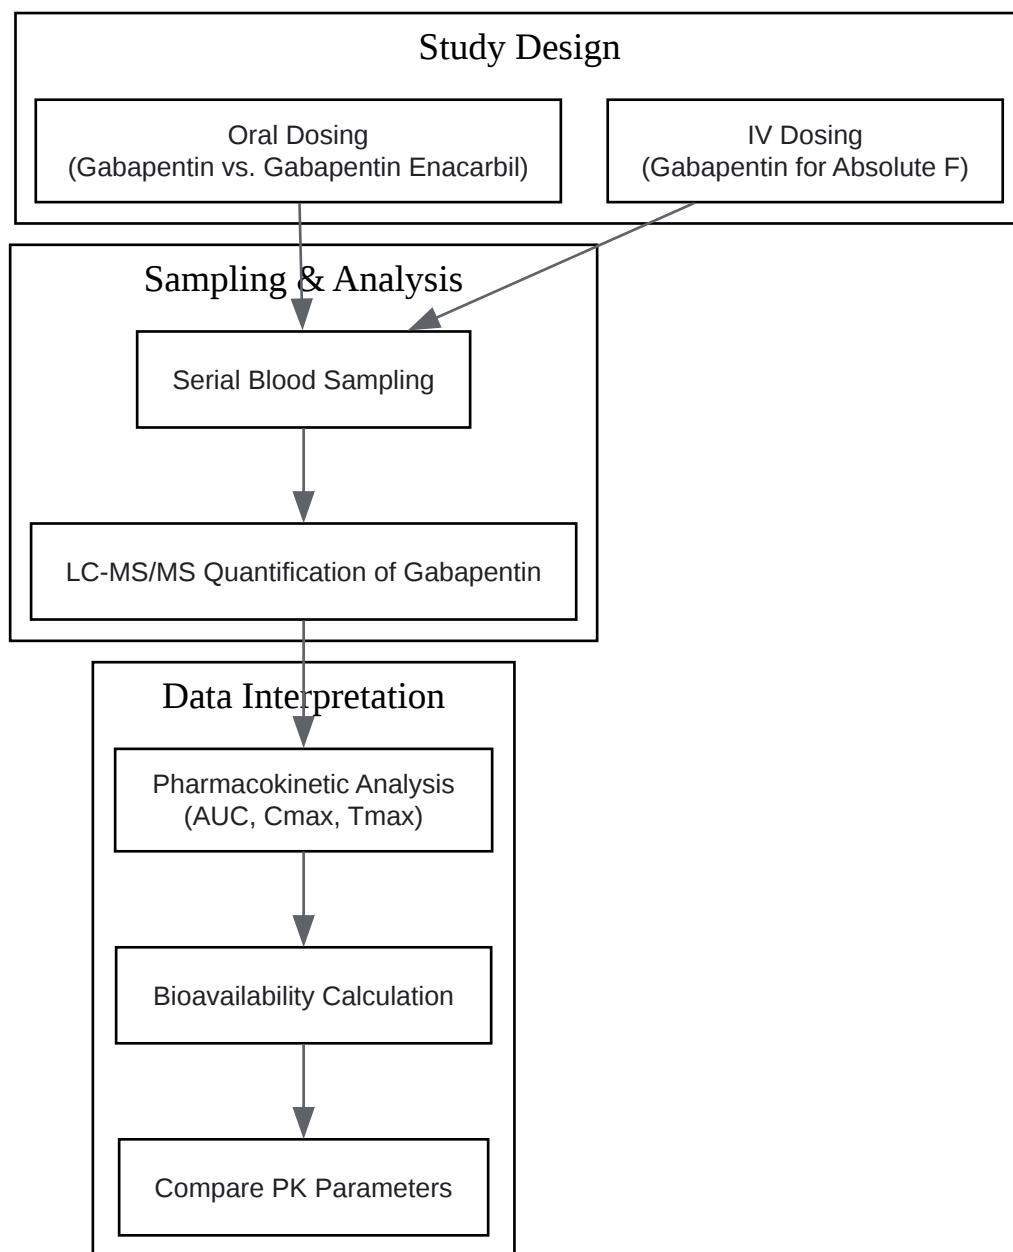 Study Design
Oral Dosing
(Gabapentin vs. Gabapentin Enacarbil)
IV Dosing
(Gabapentin for Absolute F)
Sampling & Analysis
Serial Blood Sampling
LC-MS/MS Quantification of Gabapentin
Data Interpretation
Pharmacokinetic Analysis
(AUC, Cmax, Tmax)
Bioavailability Calculation
Compare PK Parameters